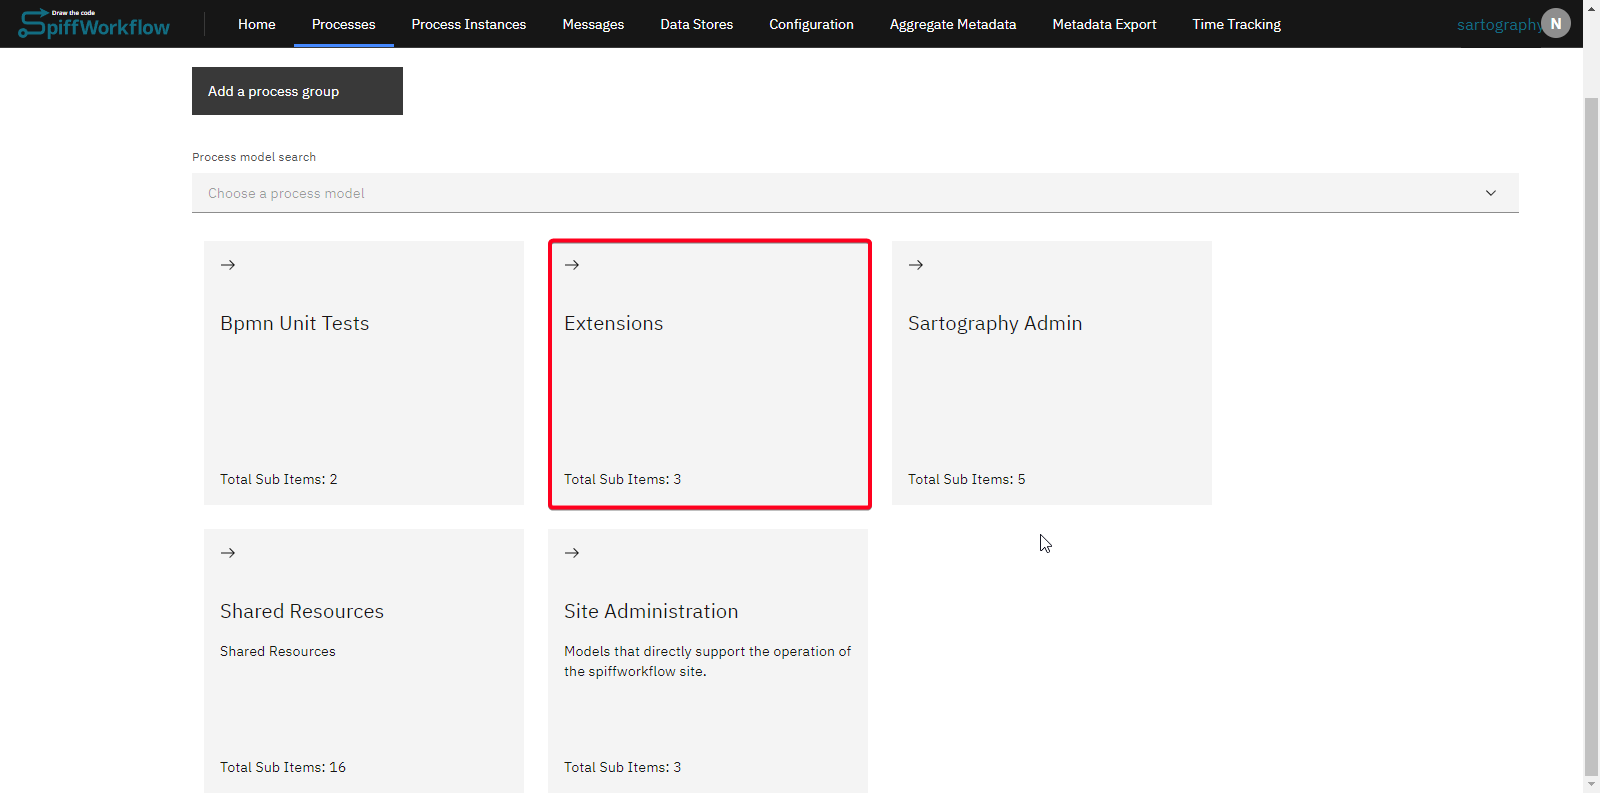 Draw the code
SpiffWorkflow
Home
Processes
Process Instances
Messages
Data Stores
Configuration
Aggregate Metadata
Metadata Export
Time Tracking
sartography
N
Add a process group
Process model search
Choose a process model
Bpmn Unit Tests
Total Sub Items: 2
Extensions
Total Sub Items: 3
Sartography Admin
Total Sub Items: 5
Shared Resources
Shared Resources
Total Sub Items: 16
Site Administration
Models that directly support the operation of
the spiffworkflow site.
Total Sub Items: 3